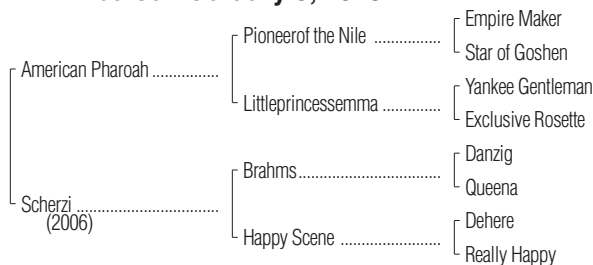 Pioneerof the Nile ................
Empire Maker
Star of Goshen
American Pharoah ................
Littleprincessemma ..............
Yankee Gentleman
Exclusive Rosette
Brahms..................................
Danzig
Queena
Scherzi ..................................
(2006)
Happy Scene ........................
Dehere
Really Happy